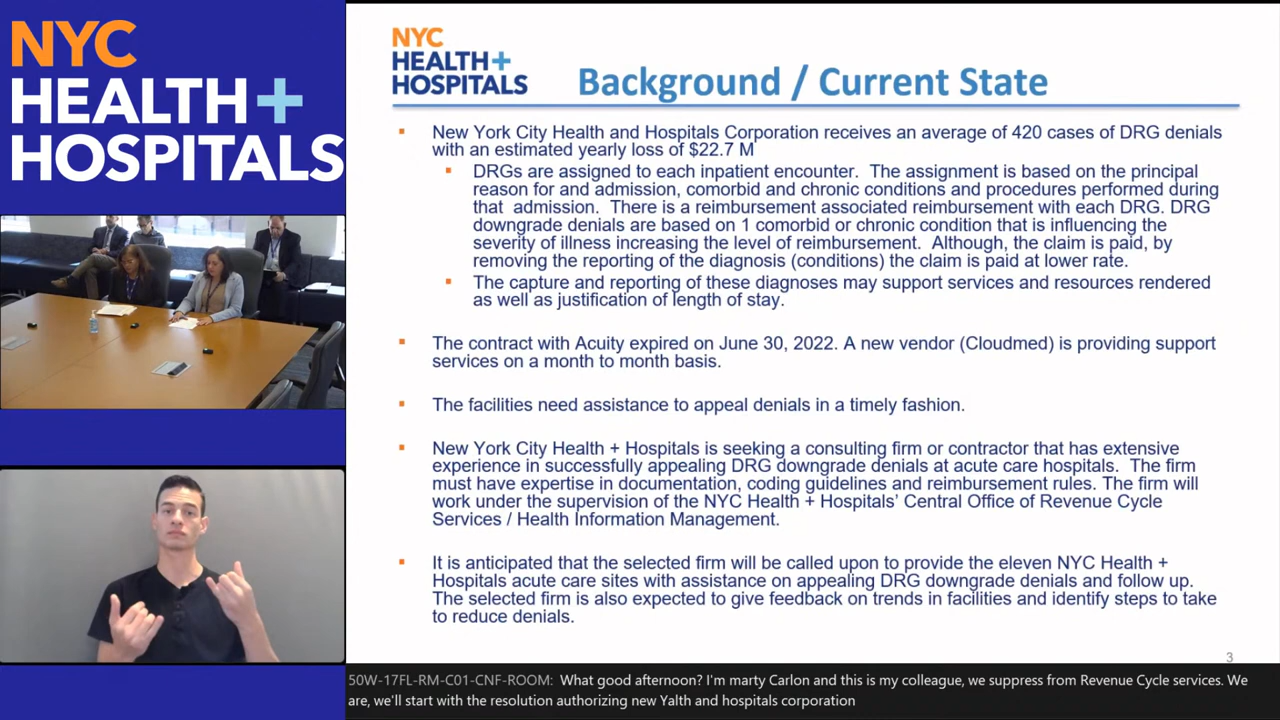 NYC
HEALTH+
HOSPITALS
NYC
HEALTH+
HOSPITALS
Background / Current State
New York City Health and Hospitals Corporation receives an average of 420 cases of DRG denials
with an estimated yearly loss of $22.7 M
DRGs are assigned to each inpatient encounter. The assignment is based on the principal
reason for and admission, comorbid and chronic conditions and procedures performed during
that admission. There is a reimbursement associated reimbursement with each DRG. DRG
downgrade denials are based on 1 comorbid or chronic condition that is influencing the
severity of illness increasing the level of reimbursement. Although, the claim is paid, by
removing the reporting of the diagnosis (conditions) the claim is paid at lower rate.
The capture and reporting of these diagnoses may support services and resources rendered
as well as justification of length of stay.
The contract with Acuity expired on June 30, 2022. A new vendor (Cloudmed) is providing support
services on a month to month basis.
The facilities need assistance to appeal denials in a timely fashion.
New York City Health + Hospitals is seeking a consulting firm or contractor that has extensive
experience in successfully appealing DRG downgrade denials at acute care hospitals. The firm
must have expertise in documentation, coding guidelines and reimbursement rules. The firm will
work under the supervision of the NYC Health + Hospitals' Central Office of Revenue Cycle
Services / Health Information Management.
It is anticipated that the selected firm will be called upon to provide the eleven NYC Health +
Hospitals acute care sites with assistance on appealing DRG downgrade denials and follow up.
The selected firm is also expected to give feedback on trends in facilities and identify steps to take
to reduce denials.
3
50W-17FL-RM-C01-CNF-ROOM: What good afternoon? I'm marty Carlon and this is my colleague, we suppress from Revenue Cycle services. We
are, we'll start with the resolution authorizing new Yalth and hospitals corporation